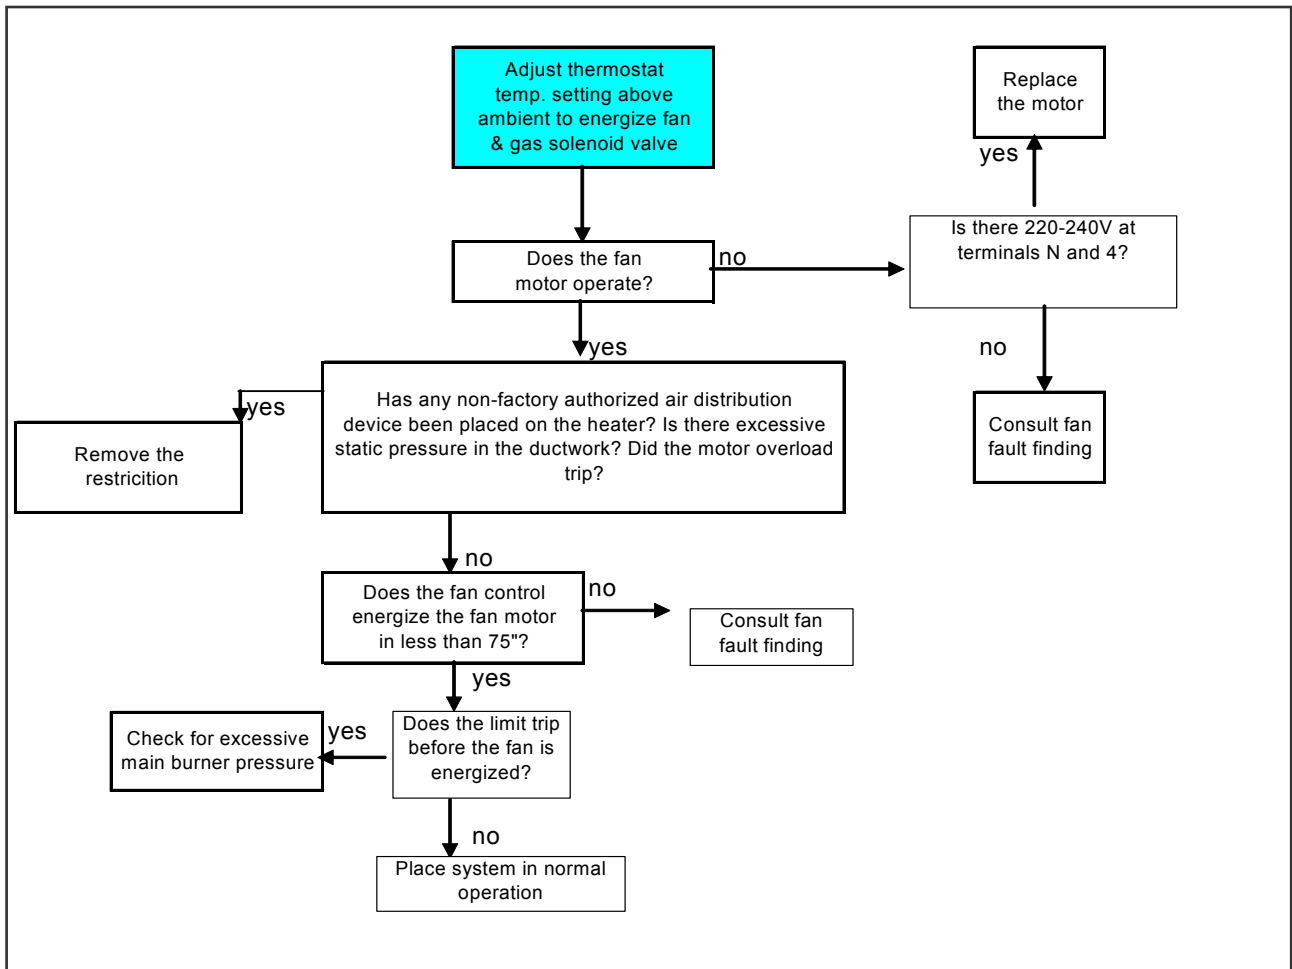 Adjust thermostat
temp. setting above
ambient to energize fan
& gas solenoid valve
Replace
the motor
yes
Is there 220-240V at
terminals N and 4?
Does the fan
motor operate?
no
no
yes
Consult fan
fault finding
Has any non-factory authorized air distribution
device been placed on the heater? Is there excessive
static pressure in the ductwork? Did the motor overload
trip?
yes
Remove the
restricition
no
Does the fan control
energize the fan motor
in less than 75"?
no
Consult fan
fault finding
yes
Does the limit trip
before the fan is
energized?
yes
Check for excessive
main burner pressure
no
Place system in normal
operation